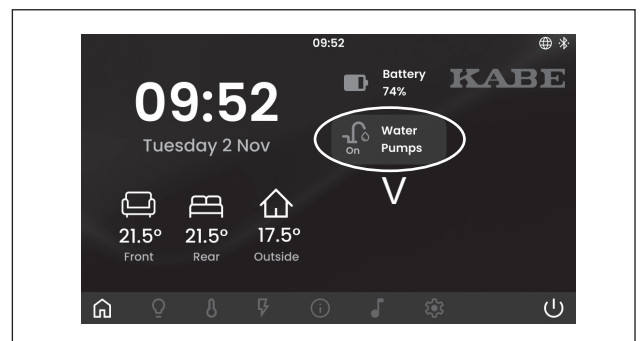 09:52
Battery
74%
KABE
09:52
Tuesday 2 Nov
On
Water
Pumps
V
21.5° 21.5° 17.5°
Front Rear Outside